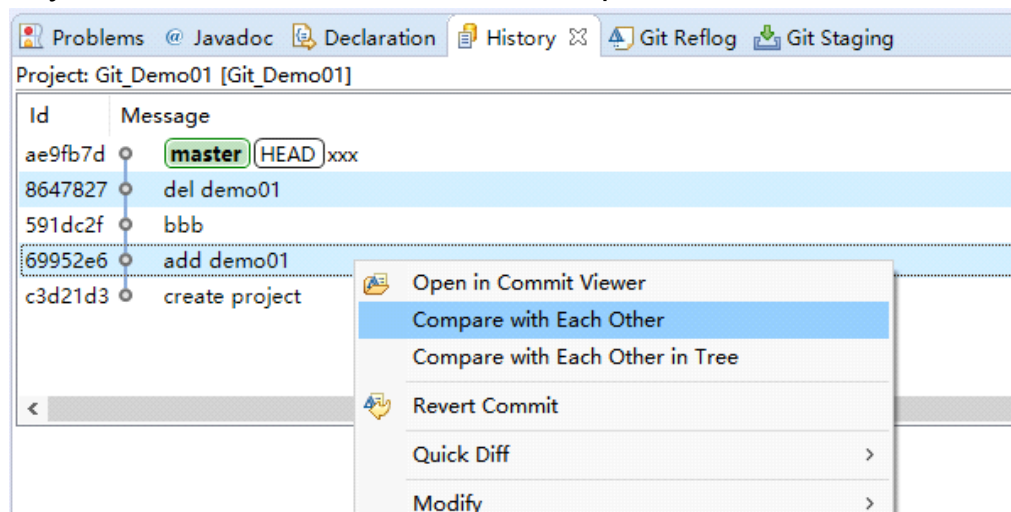 Problems @ Javadoc Declaration History Git Reflog Git Staging
Project: Git_Demo01 [Git_Demo01]
Id Message
ae9fb7d master HEAD xxx
8647827 del demo01
591dc2f bbb
69952e6 add demo01
c3d21d3 create project
Open in Commit Viewer
Compare with Each Other
Compare with Each Other in Tree
Revert Commit
Quick Diff
Modify